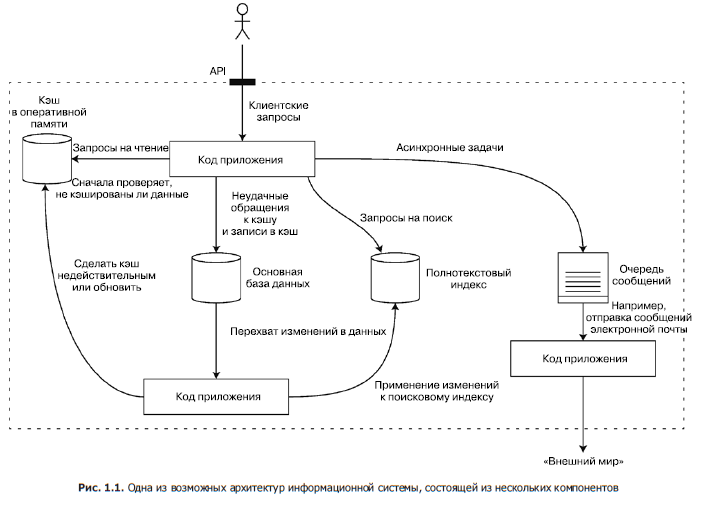 API
Клиентские
запросы
Кэш
в оперативной
памяти
Запросы на чтение
Код приложения
Асинхронные задачи
Сначала проверяет,
не кэшированы ли данные
Неудачные
обращения
к кэшу
и записи в кэш
Запросы на поиск
Сделать кэш
недействительным
или обновить
Основная
база данных
Полнотекстовый
индекс
Очередь
сообщений
Например,
отправка сообщений
электронной почты
Перехват изменений в данных
Код приложения
Код приложения
Применение изменений
к поисковому индексу
«Внешний мир»
Рис. 1.1. Одна из возможных архитектур информационной системы, состоящей из нескольких компонентов